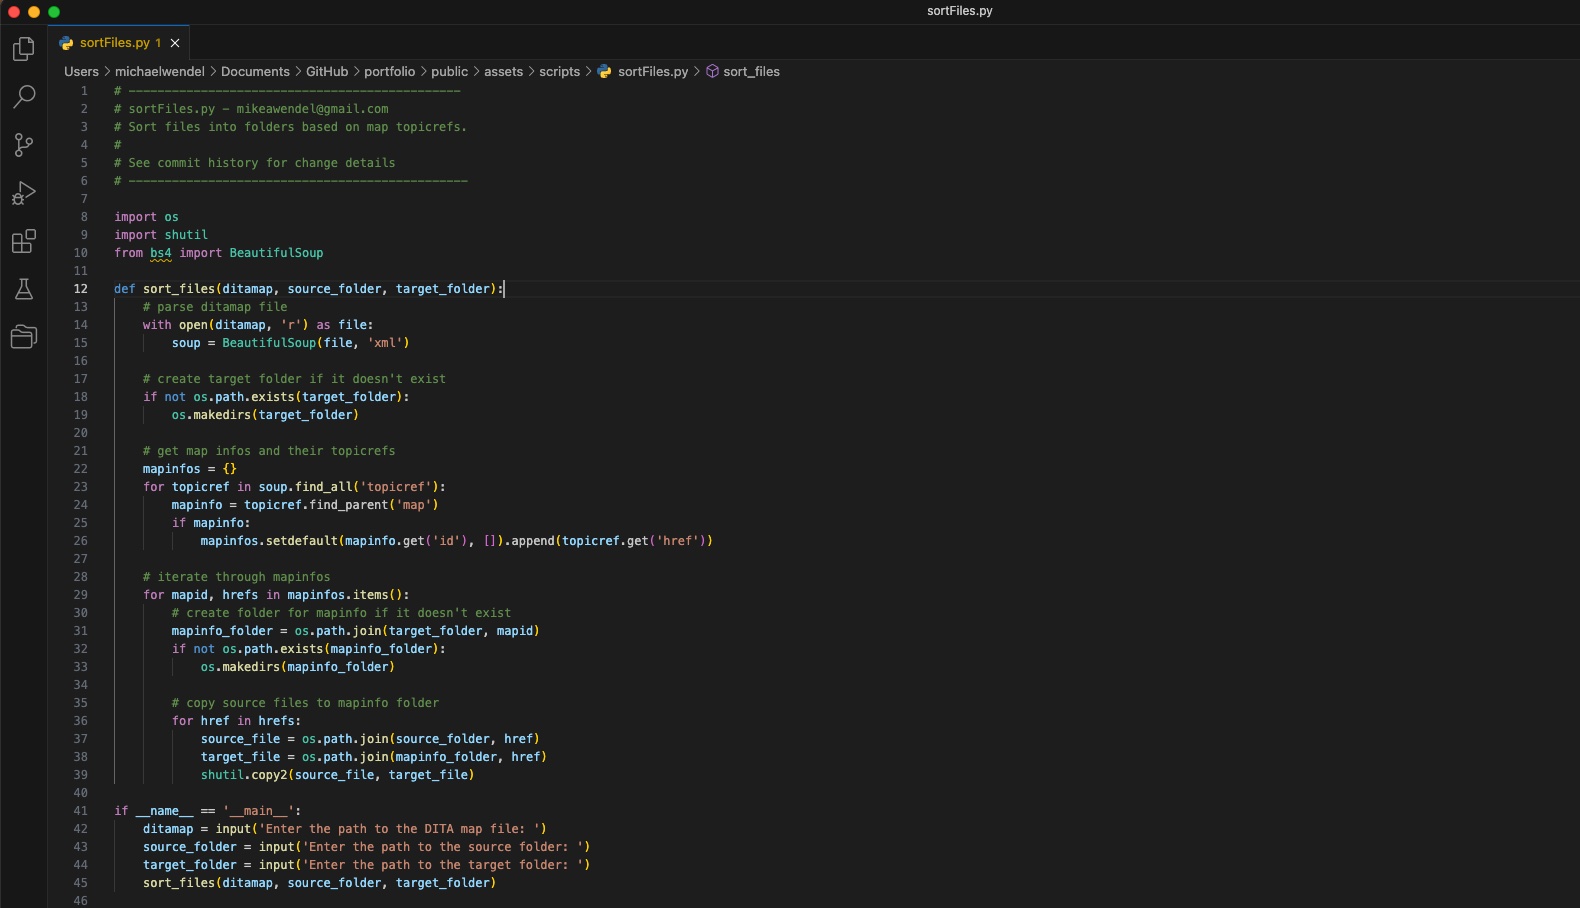 sortFiles.py
sortFiles.py 1
Users > michaelwendel > Documents > GitHub > portfolio > public > assets > scripts > sortFiles.py > sort_files
1 # ----------------------------------------------
2 # sortFiles.py - mikeawendel@gmail.com
3 # Sort files into folders based on map topicrefs.
4 #
5 # See commit history for change details
6 # -----------------------------------------------
7
8 import os
9 import shutil
10 from bs4 import BeautifulSoup
11
12 def sort_files(ditamap, source_folder, target_folder):
13     # parse ditamap file
14     with open(ditamap, 'r') as file:
15         soup = BeautifulSoup(file, 'xml')
16
17     # create target folder if it doesn't exist
18     if not os.path.exists(target_folder):
19         os.makedirs(target_folder)
20
21     # get map infos and their topicrefs
22     mapinfos = {}
23     for topicref in soup.find_all('topicref'):
24         mapinfo = topicref.find_parent('map')
25         if mapinfo:
26             mapinfos.setdefault(mapinfo.get('id'), []).append(topicref.get('href'))
27
28     # iterate through mapinfos
29     for mapid, hrefs in mapinfos.items():
30         # create folder for mapinfo if it doesn't exist
31         mapinfo_folder = os.path.join(target_folder, mapid)
32         if not os.path.exists(mapinfo_folder):
33             os.makedirs(mapinfo_folder)
34
35         # copy source files to mapinfo folder
36         for href in hrefs:
37             source_file = os.path.join(source_folder, href)
38             target_file = os.path.join(mapinfo_folder, href)
39             shutil.copy2(source_file, target_file)
40
41 if __name__ == '__main__':
42     ditamap = input('Enter the path to the DITA map file: ')
43     source_folder = input('Enter the path to the source folder: ')
44     target_folder = input('Enter the path to the target folder: ')
45     sort_files(ditamap, source_folder, target_folder)
46